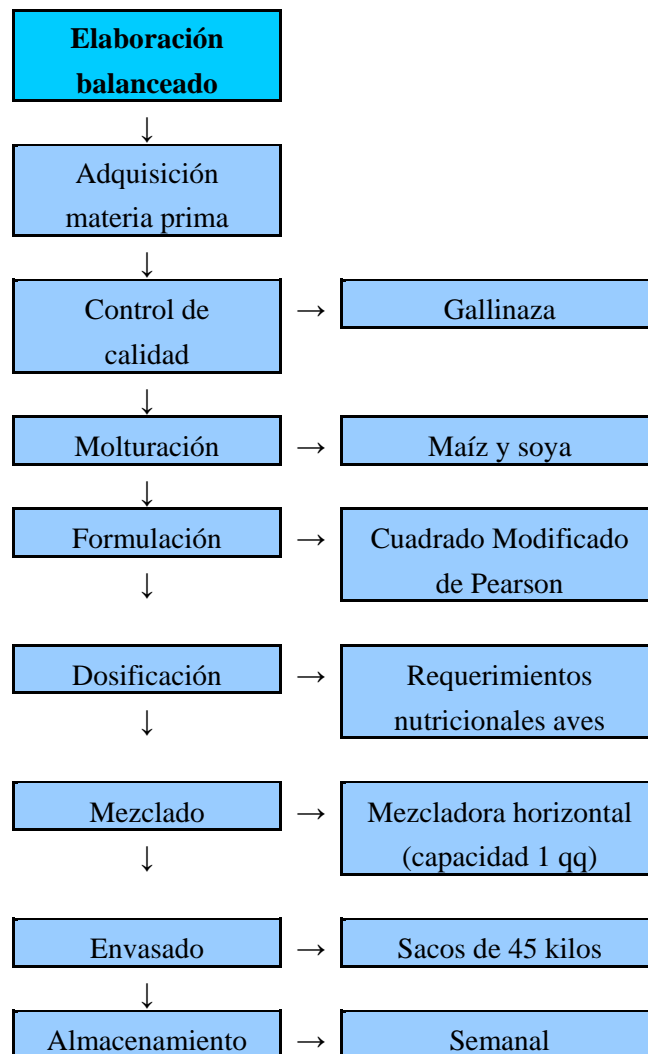 Elaboración
balanceado
↓
Adquisición
materia prima
↓
Control de → Gallinaza
calidad
↓
Molturación → Maíz y soya
↓
Formulación → Cuadrado Modificado
↓ de Pearson
Dosificación → Requerimientos
↓ nutricionales aves
Mezclado → Mezcladora horizontal
↓ (capacidad 1 qq)
Envasado → Sacos de 45 kilos
↓
Almacenamiento → Semanal